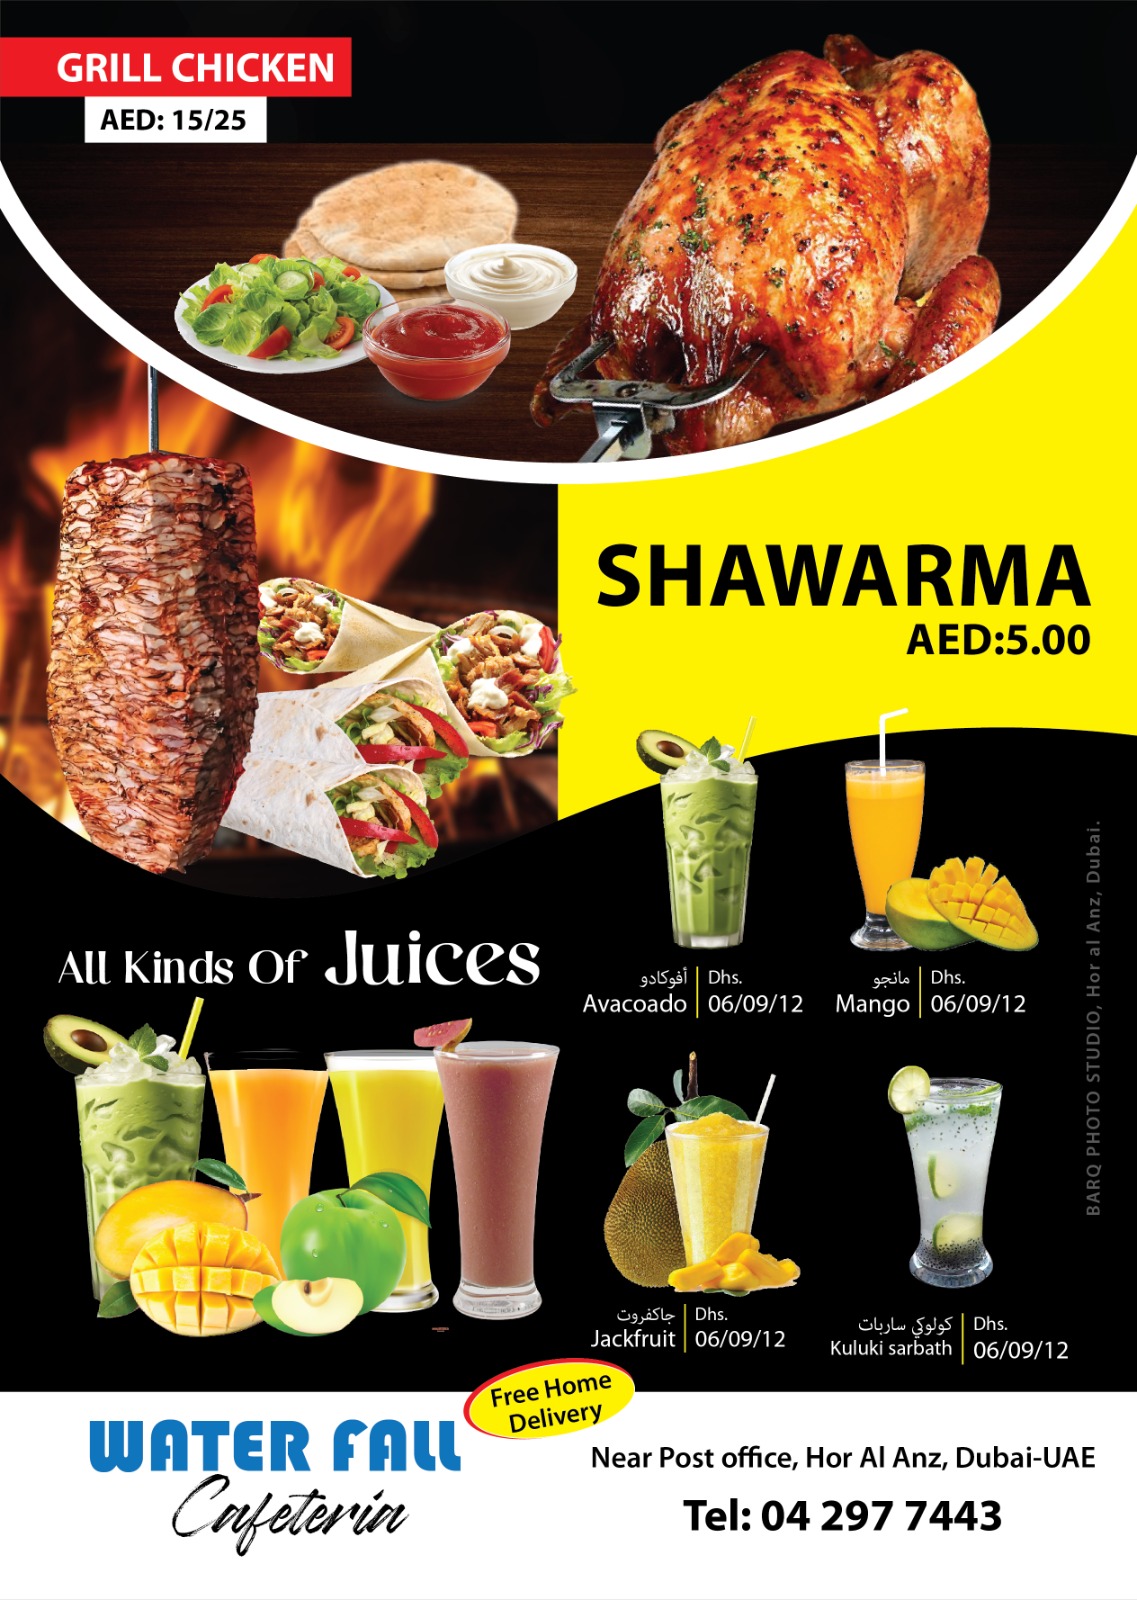 GRILL CHICKEN
AED: 15/25
SHAWARMA
AED:5.00
All Kinds Of Juices
أفوكادو
Avacoado
Dhs.
06/09/12
مانجو
Mango
Dhs.
06/09/12
جاكفروت
Jackfruit
Dhs.
06/09/12
كولوكي ساربات
Kuluki sarbath
Dhs.
06/09/12
BARQ PHOTO STUDIO, Hor al Anz, Dubai.
Free Home
Delivery
WATER FALL
Cafeteria
Near Post office, Hor Al Anz, Dubai-UAE
Tel: 04 297 7443